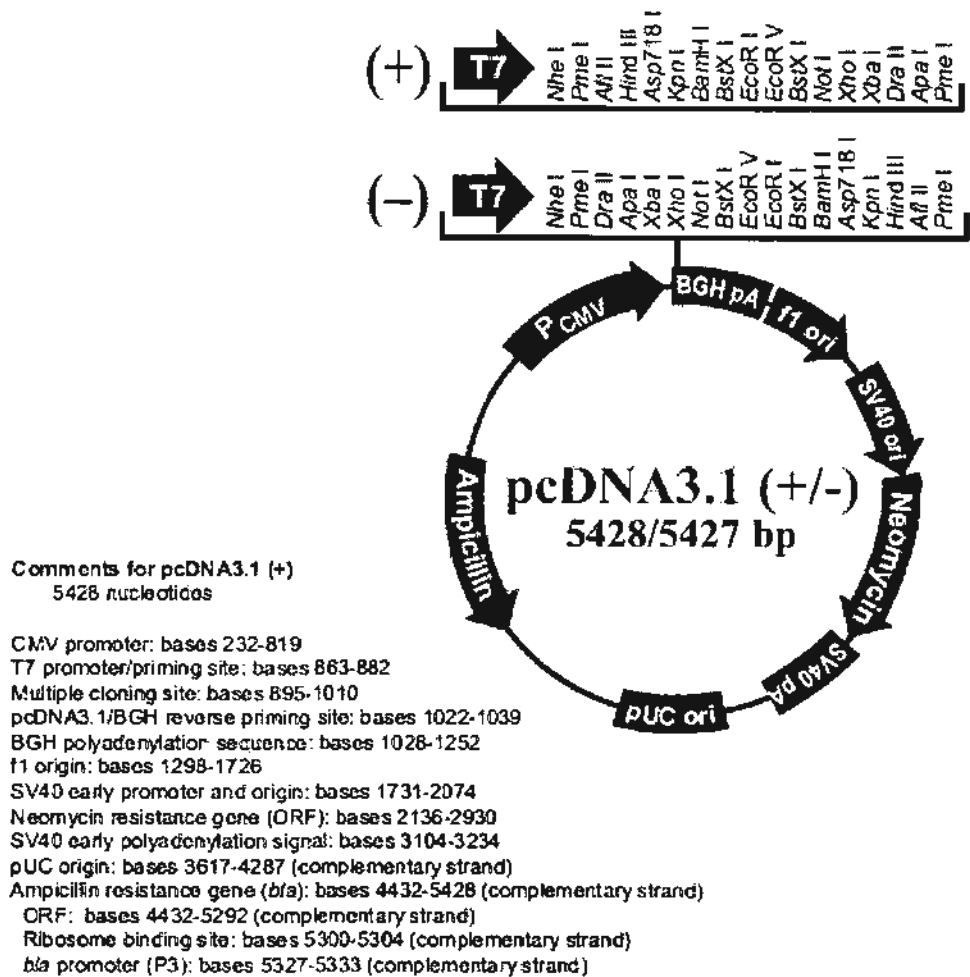 (+) T7 Nhe I Pme I Afl II Hind III Asp718 I Kpn I BamH I BstX I EcoR I EcoR V BstX I Not I Xho I Xba I Dra II Apa I Pme I
(−) T7 Nhe I Pme I Dra II Apa I Xba I Xho I Not I BstX I EcoR V EcoR I BstX I BamH I Asp718 I Kpn I Hind III Afl II Pme I
P CMV
BGH pA
f1 ori
SV40 ori
Neomycin
SV40 pA
pUC ori
Ampicillin
pcDNA3.1 (+/-)
5428/5427 bp
Comments for pcDNA3.1 (+)
5428 nucleotides
CMV promoter: bases 232-819
T7 promoter/priming site: bases 863-882
Multiple cloning site: bases 895-1010
pcDNA3.1/BGH reverse priming site: bases 1022-1039
BGH polyadenylation sequence: bases 1028-1252
f1 origin: bases 1298-1726
SV40 early promoter and origin: bases 1731-2074
Neomycin resistance gene (ORF): bases 2136-2930
SV40 early polyadenylation signal: bases 3104-3234
pUC origin: bases 3617-4287 (complementary strand)
Ampicillin resistance gene (bla): bases 4432-5428 (complementary strand)
ORF: bases 4432-5292 (complementary strand)
Ribosome binding site: bases 5300-5304 (complementary strand)
bla promoter (P3): bases 5327-5333 (complementary strand)